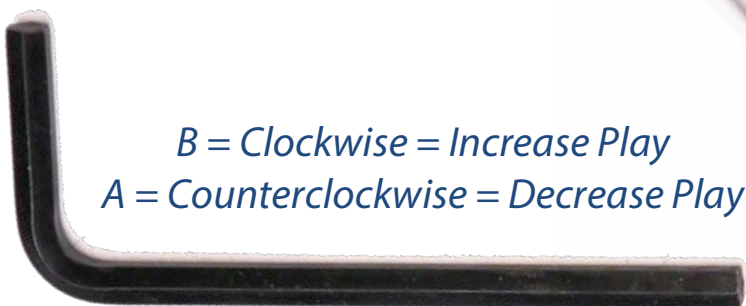 B = Clockwise = Increase Play
A = Counterclockwise = Decrease Play